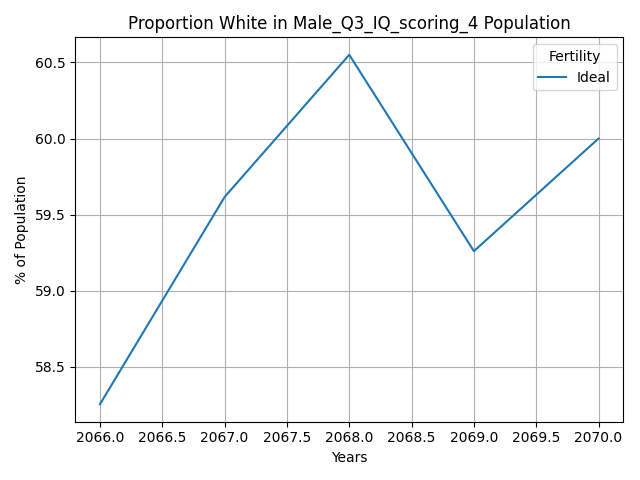 Proportion White in Male_Q3_IQ_scoring_4 Population
Fertility
Ideal
% of Population
60.5
60.0
59.5
59.0
58.5
2066.0 2066.5 2067.0 2067.5 2068.0 2068.5 2069.0 2069.5 2070.0
Years